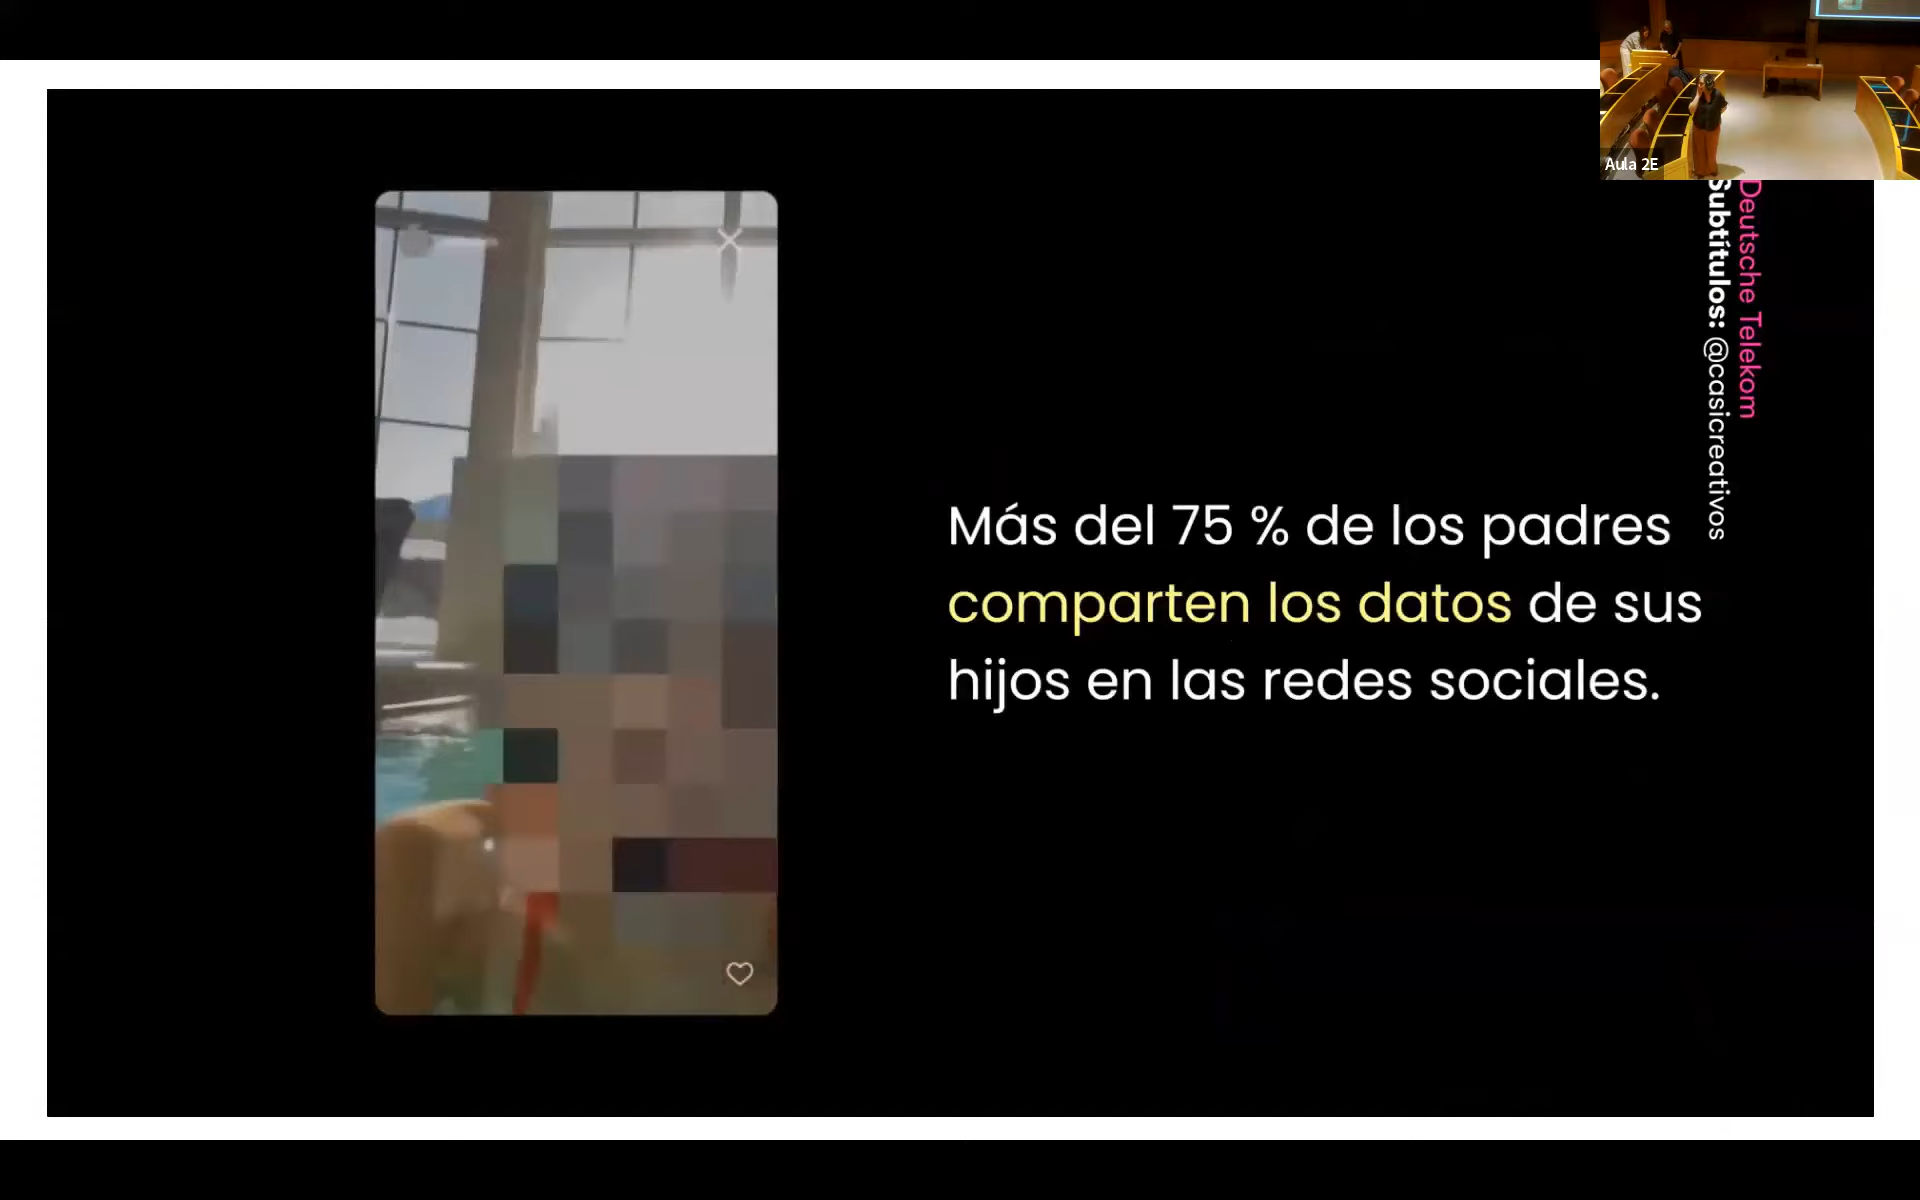 Aula 2E
Deutsche Telekom
Subtítulos: @casicreativos
Más del 75 % de los padres
comparten los datos de sus
hijos en las redes sociales.